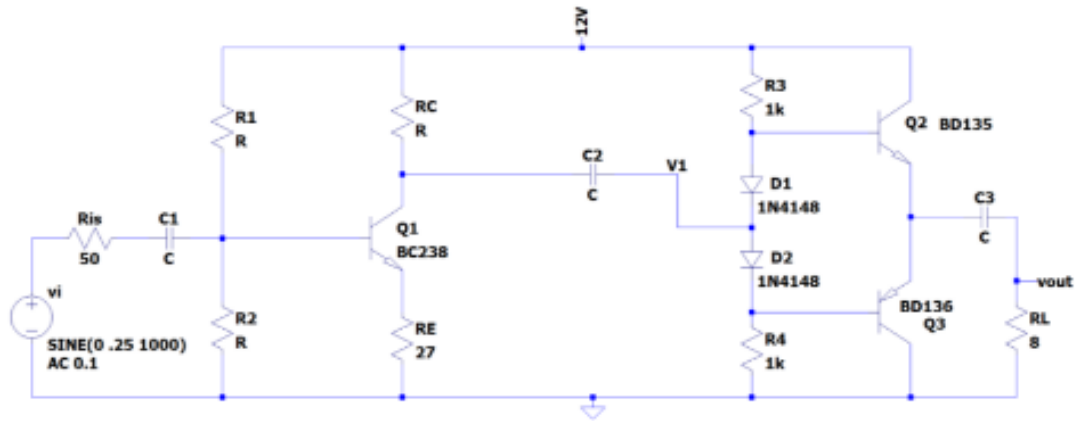 12V
R1
R
RC
R
R3
1k
Q2 BD135
C2
C
V1
D1
1N4148
C3
C
Ris
50
C1
C
Q1
BC238
D2
1N4148
vout
vi
SINE(0 .25 1000)
AC 0.1
R2
R
RE
27
R4
1k
BD136
Q3
RL
8